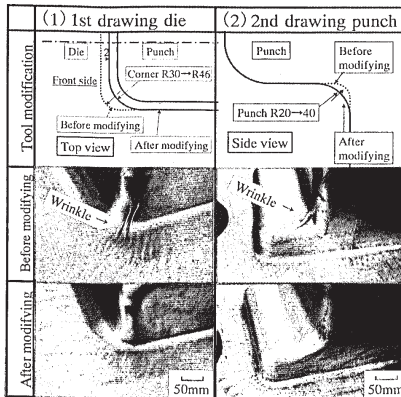 (1) 1st drawing die
(2) 2nd drawing punch
Tool modification
Die
2
Punch
Front side
Corner R30→R46
Before modifying
After modifying
Top view
Punch
Before
modifying
Punch R20→40
After
modifying
Side view
Before modifying
Wrinkle
Wrinkle
After modifying
50mm
50mm